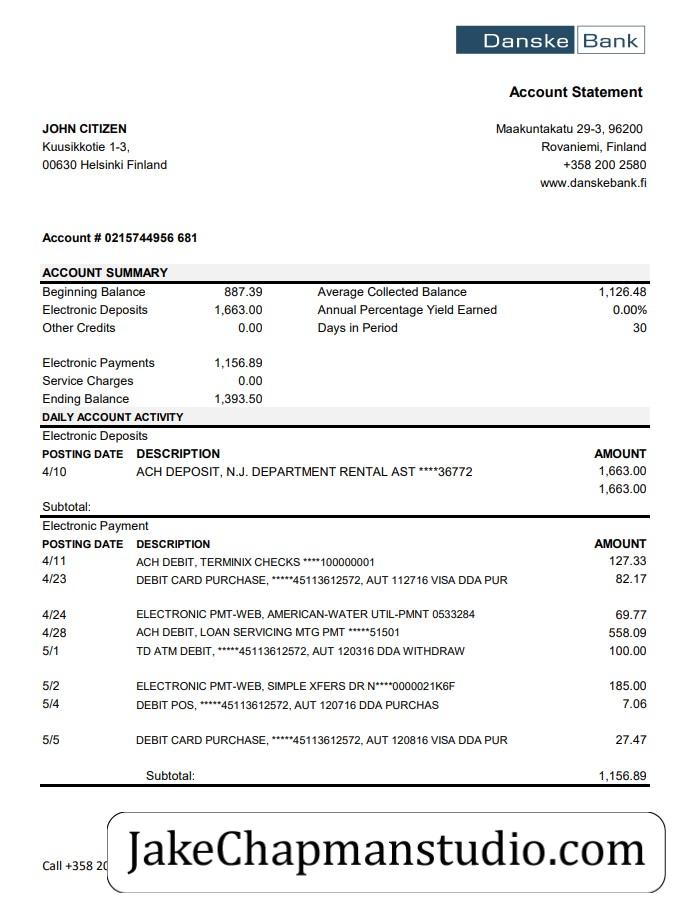 Danske Bank
Account Statement
JOHN CITIZEN
Kuusikkotie 1-3,
00630 Helsinki Finland
Maakuntakatu 29-3, 96200
Rovaniemi, Finland
+358 200 2580
www.danskebank.fi
Account # 0215744956 681
ACCOUNT SUMMARY
Beginning Balance 887.39 Average Collected Balance 1,126.48
Electronic Deposits 1,663.00 Annual Percentage Yield Earned 0.00%
Other Credits 0.00 Days in Period 30
Electronic Payments 1,156.89
Service Charges 0.00
Ending Balance 1,393.50
DAILY ACCOUNT ACTIVITY
Electronic Deposits
POSTING DATE DESCRIPTION AMOUNT
4/10 ACH DEPOSIT, N.J. DEPARTMENT RENTAL AST ****36772 1,663.00
1,663.00
Subtotal:
Electronic Payment
POSTING DATE DESCRIPTION AMOUNT
4/11 ACH DEBIT, TERMINIX CHECKS ****100000001 127.33
4/23 DEBIT CARD PURCHASE, *****45113612572, AUT 112716 VISA DDA PUR 82.17
4/24 ELECTRONIC PMT-WEB, AMERICAN-WATER UTIL-PMNT 0533284 69.77
4/28 ACH DEBIT, LOAN SERVICING MTG PMT *****51501 558.09
5/1 TD ATM DEBIT, *****45113612572, AUT 120316 DDA WITHDRAW 100.00
5/2 ELECTRONIC PMT-WEB, SIMPLE XFERS DR N****0000021K6F 185.00
5/4 DEBIT POS, *****45113612572, AUT 120716 DDA PURCHAS 7.06
5/5 DEBIT CARD PURCHASE, *****45113612572, AUT 120816 VISA DDA PUR 27.47
Subtotal: 1,156.89
Call +358 20
JakeChapmanstudio.com